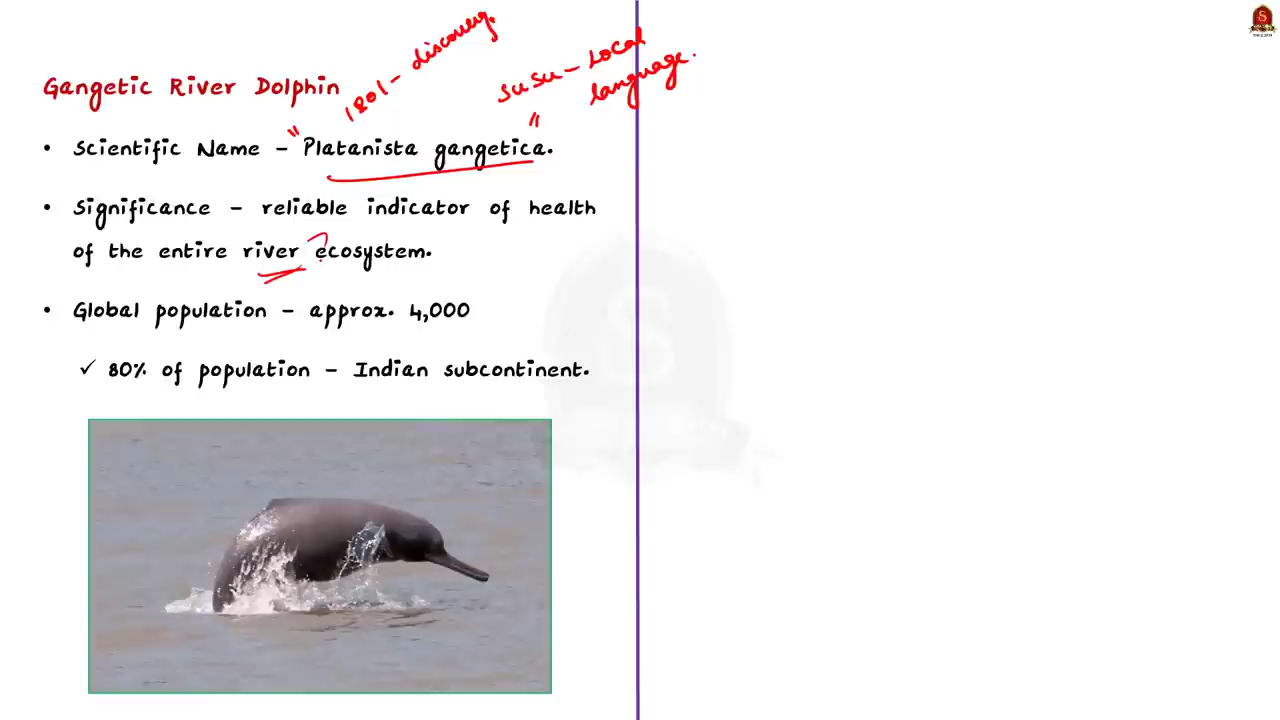 1801 - discovery.
susu - Local
language.
Gangetic River Dolphin
• Scientific Name - "Platanista gangetica."
• Significance - reliable indicator of health
of the entire river ? ecosystem.
• Global population - approx. 4,000
✓ 80% of population - Indian subcontinent.